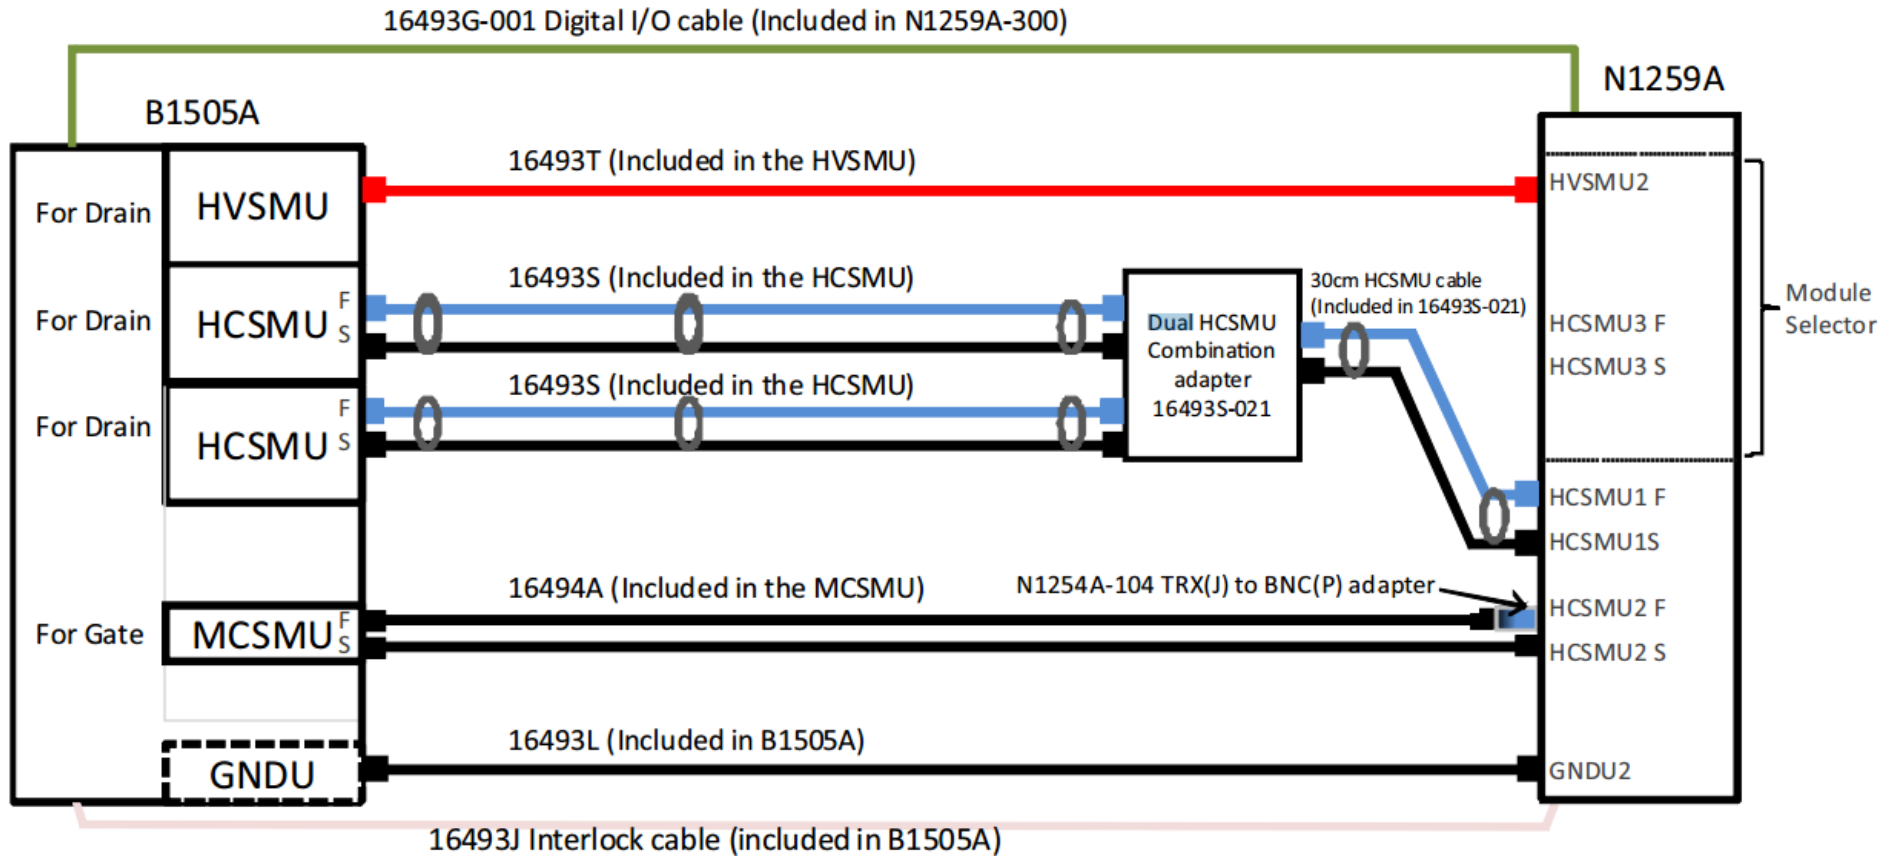 16493G-001 Digital I/O cable (Included in N1259A-300)
N1259A
B1505A
16493T (Included in the HVSMU)
For Drain
HVSMU
HVSMU2
16493S (Included in the HCSMU)
30cm HCSMU cable
(Included in 16493S-021)
For Drain
HCSMU
F
S
Dual HCSMU
Combination
adapter
16493S-021
HCSMU3 F
HCSMU3 S
Module
Selector
16493S (Included in the HCSMU)
For Drain
HCSMU
F
S
HCSMU1 F
HCSMU1S
16494A (Included in the MCSMU)
N1254A-104 TRX(J) to BNC(P) adapter
For Gate
MCSMU
F
S
HCSMU2 F
HCSMU2 S
16493L (Included in B1505A)
GNDU
GNDU2
16493J Interlock cable (included in B1505A)